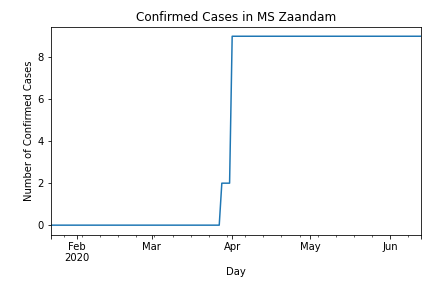 Confirmed Cases in MS Zaandam
Number of Confirmed Cases
8
6
4
2
0
Feb Mar Apr May Jun
2020
Day